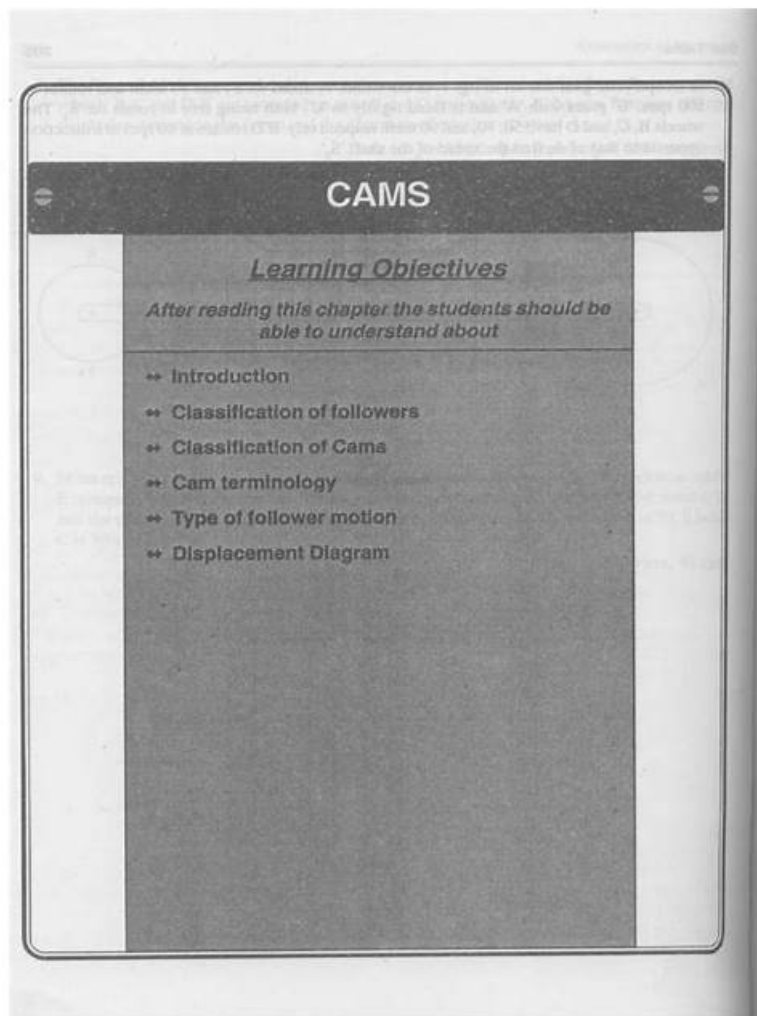 CAMS
Learning Objectives
After reading this chapter the students should be
able to understand about
↔ Introduction
↔ Classification of followers
↔ Classification of Cams
↔ Cam terminology
↔ Type of follower motion
↔ Displacement Diagram